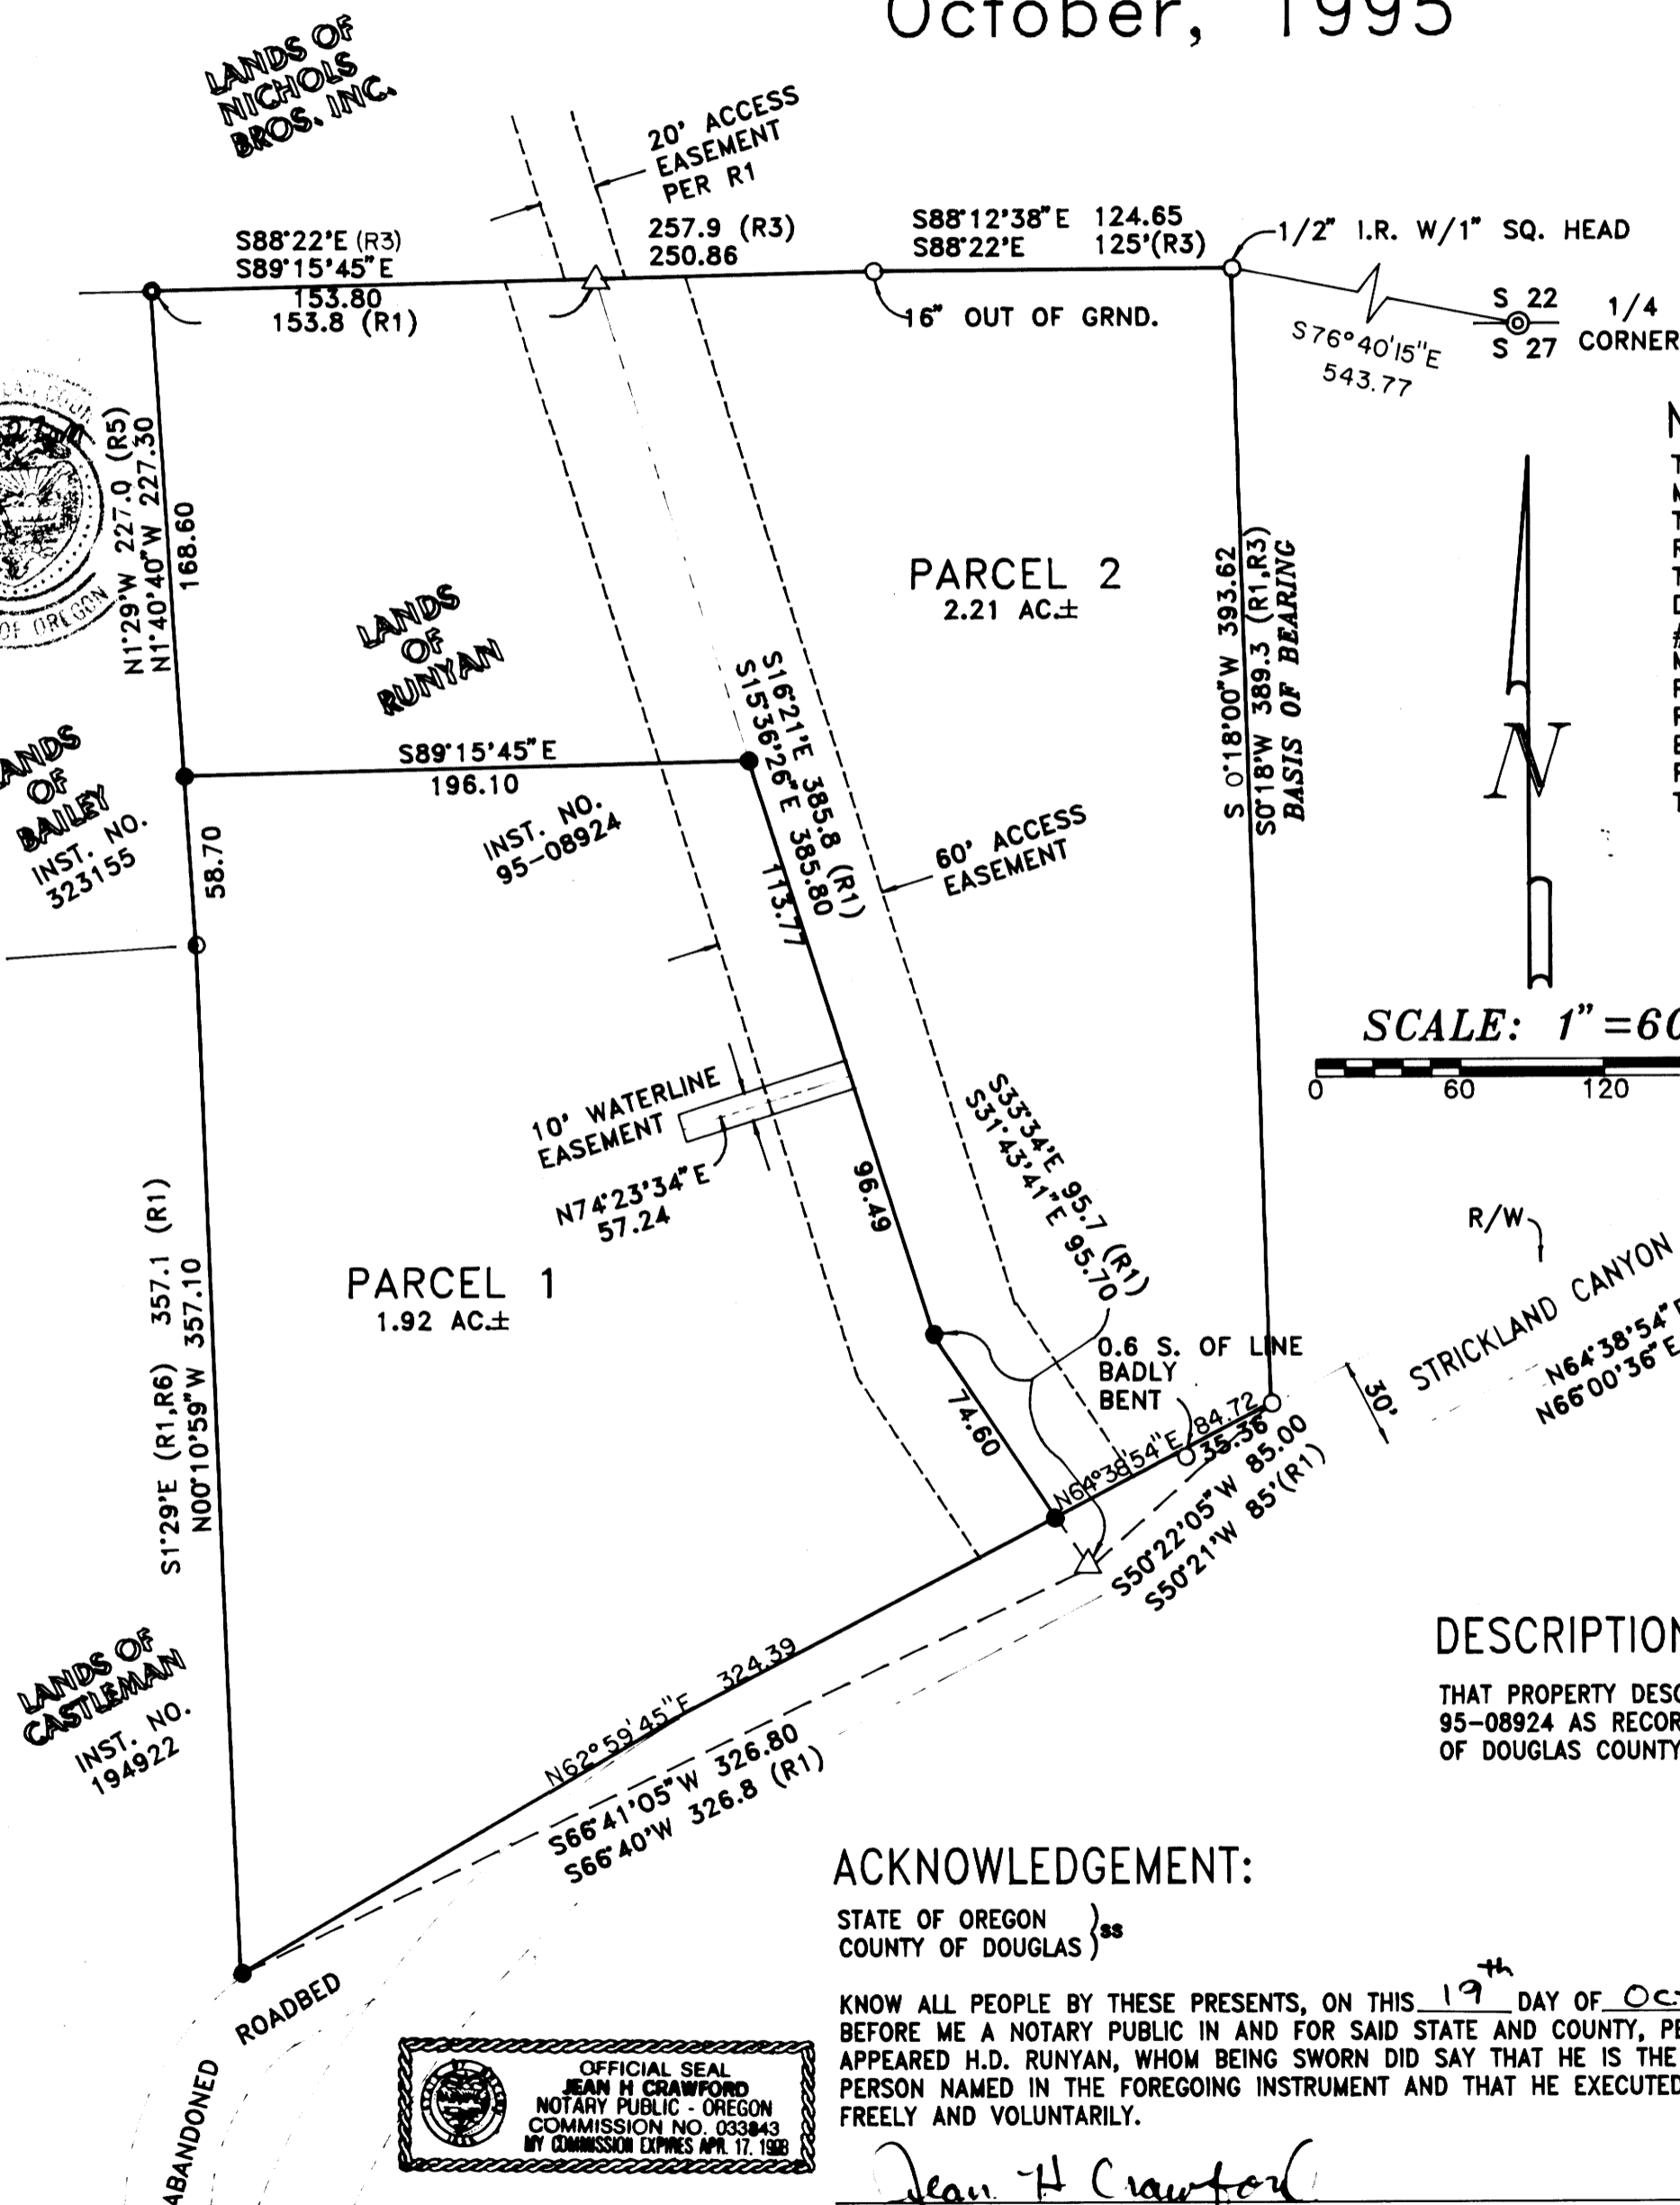 October, 1995
LANDS OF
NICHOLS
BROS. INC.
20' ACCESS
EASEMENT
PER R1
S88°22'E (R3)
S89°15'45"E
153.80
153.8 (R1)
257.9 (R3)
250.86
S88°12'38"E 124.65
S88°22'E 125'(R3)
1/2" I.R. W/1" SQ. HEAD
16" OUT OF GRND.
S 22
S 27
1/4
CORNER
S76°40'15"E
543.77
N1°29'W 227.0 (R5)
N1°40'40"W 227.30
168.60
OF OREGON
LANDS
OF
RUNYAN
PARCEL 2
2.21 AC.±
S 0°18'00"W 393.62
S0°18'W 389.3 (R1,R3)
BASIS OF BEARING
N
S89°15'45"E
196.10
INST. NO.
95-08924
S16°21'E 385.8 (R1)
S15°36'26"E 385.80
113.77
60' ACCESS
EASEMENT
OF
BAILEY
INST. NO.
323155
58.70
SCALE: 1"=60
0 60 120
10' WATERLINE
EASEMENT
N74°23'34"E
57.24
96.49
S33°34'E 95.7 (R1)
S31°43'41"E 95.70
PARCEL 1
1.92 AC.±
S1°29'E (R1,R6) 357.1 (R1)
N00°10'59"W 357.10
R/W
STRICKLAND CANYON
N64°38'54"E
N66°00'36"E
30'
0.6 S. OF LINE
BADLY
BENT
74.60
N64°38'54"E 84.72
35.36
S50°22'05"W 85.00
S50°21'W 85'(R1)
N62°59'45"E 324.39
S66°41'05"W 326.80
S66°40'W 326.8 (R1)
LANDS OF
CASTLEMAN
INST. NO.
194922
DESCRIPTION
THAT PROPERTY DESC
95-08924 AS RECOR
OF DOUGLAS COUNTY
ABANDONED ROADBED
ACKNOWLEDGEMENT:
STATE OF OREGON
COUNTY OF DOUGLAS }ss
KNOW ALL PEOPLE BY THESE PRESENTS, ON THIS 19th DAY OF Oct
BEFORE ME A NOTARY PUBLIC IN AND FOR SAID STATE AND COUNTY, PE
APPEARED H.D. RUNYAN, WHOM BEING SWORN DID SAY THAT HE IS THE
PERSON NAMED IN THE FOREGOING INSTRUMENT AND THAT HE EXECUTED
FREELY AND VOLUNTARILY.
OFFICIAL SEAL
JEAN H CRAWFORD
NOTARY PUBLIC - OREGON
COMMISSION NO. 033843
MY COMMISSION EXPIRES APR. 17. 1998
Jean H Crawford